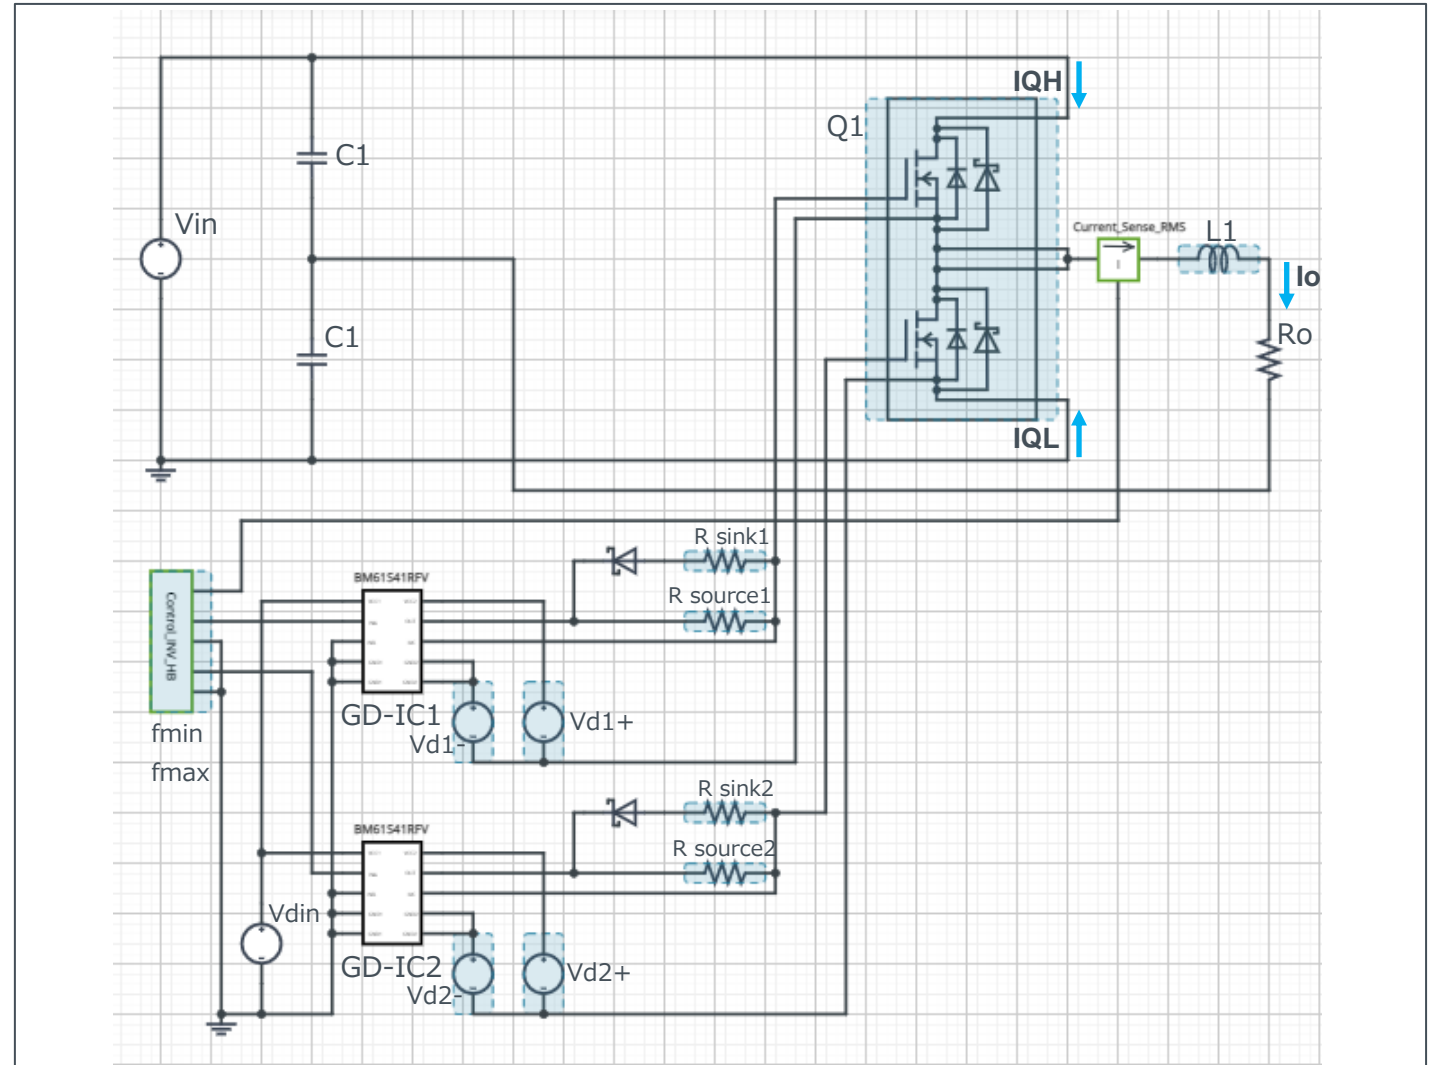 IQH
Q1
C1
Vin
Current_Sense_RMS
L1
Io
C1
Ro
IQL
R sink1
BM61S41RFV
R source1
Control_INV_HB
GD-IC1
Vd1-
Vd1+
fmin
fmax
R sink2
BM61S41RFV
R source2
Vdin
GD-IC2
Vd2-
Vd2+